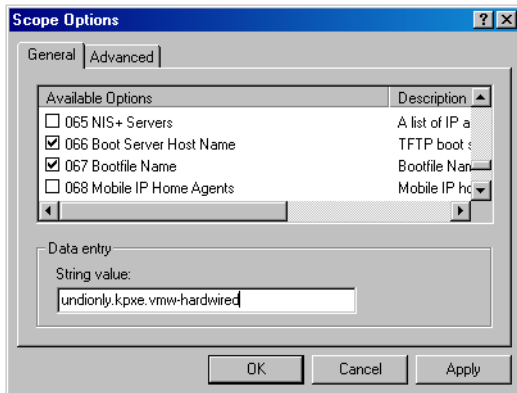 Scope Options
General Advanced
Available Options Description
065 NIS+ Servers A list of IP a
066 Boot Server Host Name TFTP boot s
067 Bootfile Name Bootfile Nan
068 Mobile IP Home Agents Mobile IP ho
Data entry
String value:
undionly.kpxe.vmw-hardwired
OK Cancel Apply